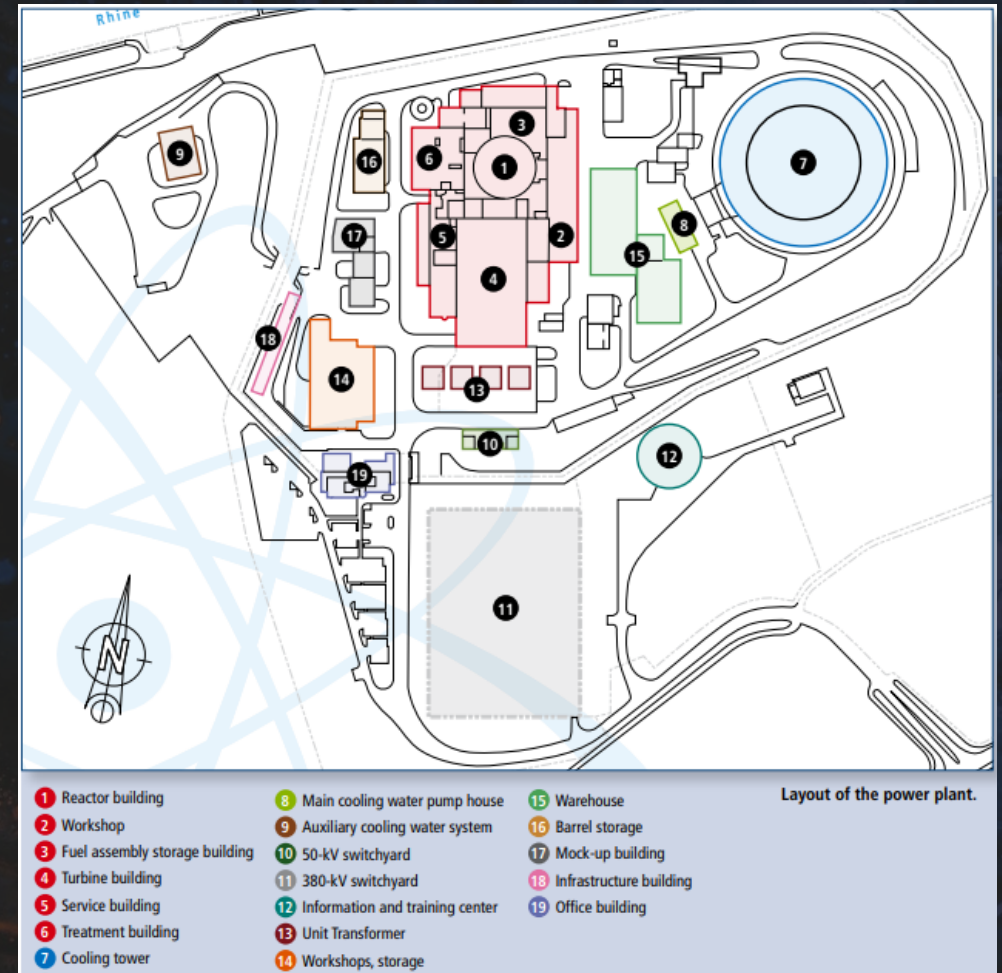 Rhine
3
9
6
16
1
7
8
17
5
2
15
4
18
14
13
10
12
19
11
N
Layout of the power plant.
1 Reactor building
2 Workshop
3 Fuel assembly storage building
4 Turbine building
5 Service building
6 Treatment building
7 Cooling tower
8 Main cooling water pump house
9 Auxiliary cooling water system
10 50-kV switchyard
11 380-kV switchyard
12 Information and training center
13 Unit Transformer
14 Workshops, storage
15 Warehouse
16 Barrel storage
17 Mock-up building
18 Infrastructure building
19 Office building